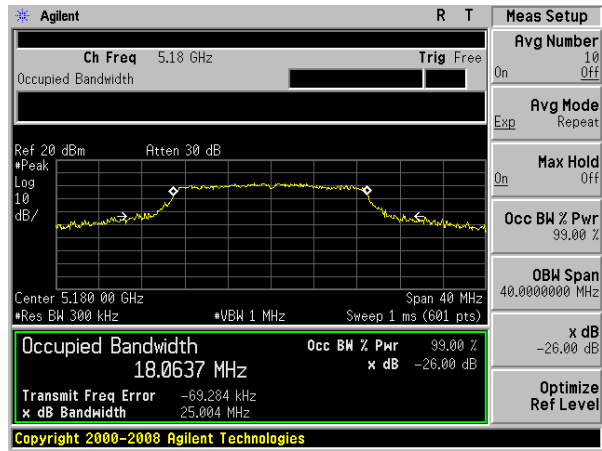 Agilent R T
Ch Freq 5.18 GHz Trig Free
Occupied Bandwidth
Ref 20 dBm Atten 30 dB
#Peak
Log
10
dB/
Center 5.180 00 GHz Span 40 MHz
#Res BW 300 kHz #VBW 1 MHz Sweep 1 ms (601 pts)
Occupied Bandwidth Occ BW % Pwr 99.00 %
18.0637 MHz x dB -26.00 dB
Transmit Freq Error -69.284 kHz
x dB Bandwidth 25.004 MHz
Copyright 2000-2008 Agilent Technologies
Meas Setup
Avg Number
10
On Off
Avg Mode
Exp Repeat
Max Hold
On Off
Occ BW % Pwr
99.00 %
OBW Span
40.0000000 MHz
x dB
-26.00 dB
Optimize
Ref Level